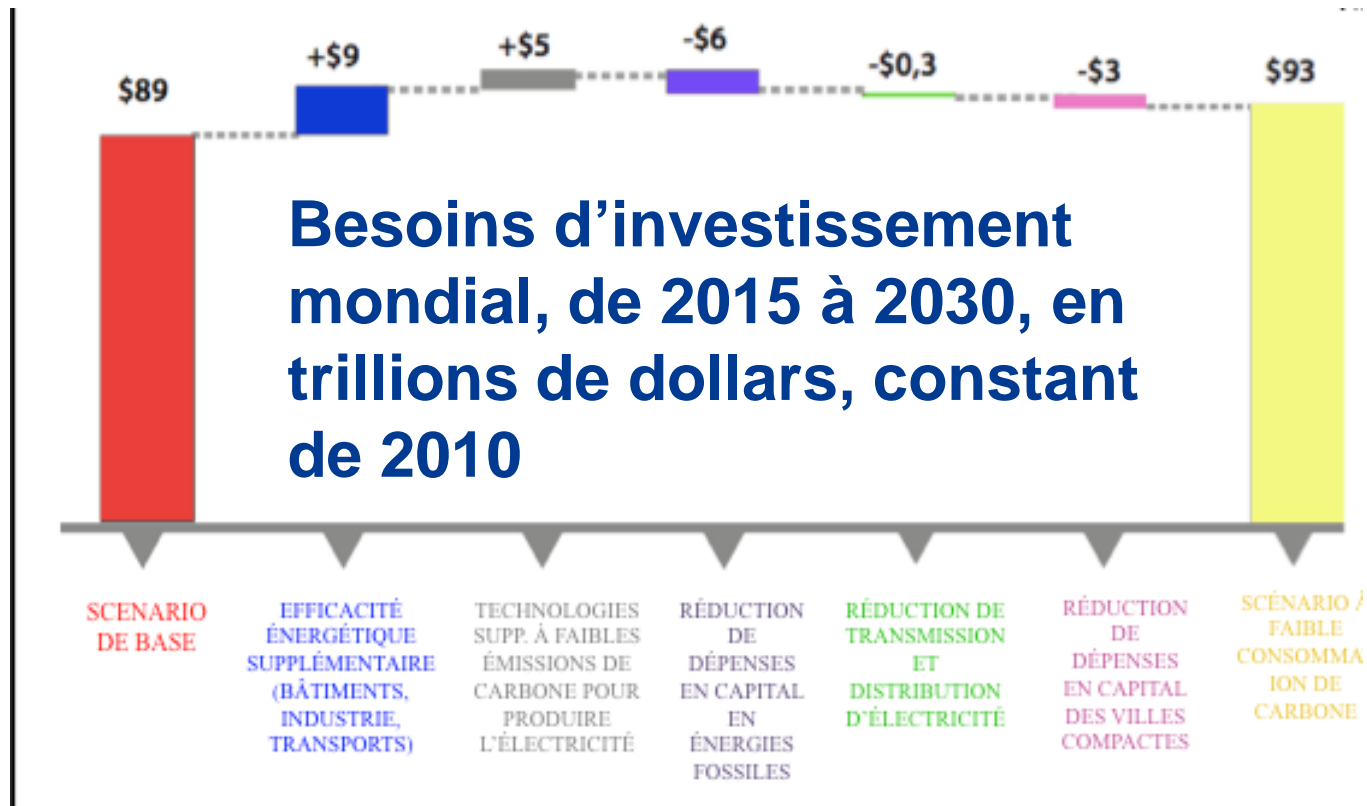 $89
+$9
+$5
-$6
-$0,3
-$3
$93
Besoins d’investissement
mondial, de 2015 à 2030, en
trillions de dollars, constant
de 2010
SCENARIO
DE BASE
EFFICACITÉ
ÉNERGÉTIQUE
SUPPLÉMENTAIRE
(BÂTIMENTS,
INDUSTRIE,
TRANSPORTS)
TECHNOLOGIES
SUPP. À FAIBLES
ÉMISSIONS DE
CARBONE POUR
PRODUIRE
L’ÉLECTRICITÉ
RÉDUCTION
DE
DÉPENSES
EN CAPITAL
EN
ÉNERGIES
FOSSILES
RÉDUCTION DE
TRANSMISSION
ET
DISTRIBUTION
D’ÉLECTRICITÉ
RÉDUCTION
DE
DÉPENSES
EN CAPITAL
DES VILLES
COMPACTES
SCÉNARIO À
FAIBLE
CONSOMMA
ION DE
CARBONE